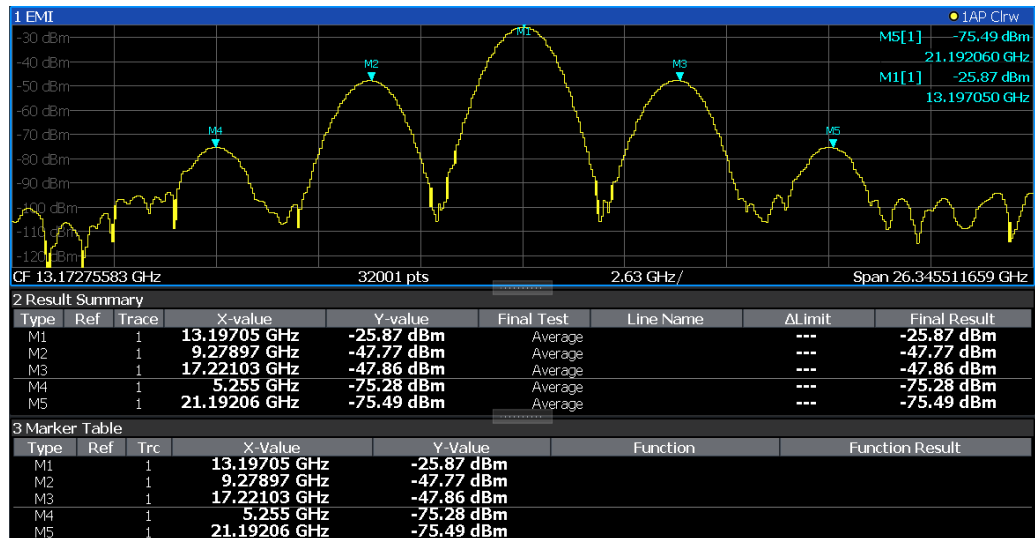 1 EMI 1AP Clrw
-30 dBm M1 M5[1] -75.49 dBm
-40 dBm M2 M3 21.192060 GHz
-50 dBm M1[1] -25.87 dBm
13.197050 GHz
-60 dBm
-70 dBm M4 M5
-80 dBm
-90 dBm
-100 dBm
-110 dBm
-120 dBm
CF 13.17275583 GHz 32001 pts 2.63 GHz/ Span 26.345511659 GHz
2 Result Summary
Type Ref Trace X-value Y-value Final Test Line Name ΔLimit Final Result
M1 1 13.19705 GHz -25.87 dBm Average --- -25.87 dBm
M2 1 9.27897 GHz -47.77 dBm Average --- -47.77 dBm
M3 1 17.22103 GHz -47.86 dBm Average --- -47.86 dBm
M4 1 5.255 GHz -75.28 dBm Average --- -75.28 dBm
M5 1 21.19206 GHz -75.49 dBm Average --- -75.49 dBm
3 Marker Table
Type Ref Trc X-Value Y-Value Function Function Result
M1 1 13.19705 GHz -25.87 dBm
M2 1 9.27897 GHz -47.77 dBm
M3 1 17.22103 GHz -47.86 dBm
M4 1 5.255 GHz -75.28 dBm
M5 1 21.19206 GHz -75.49 dBm